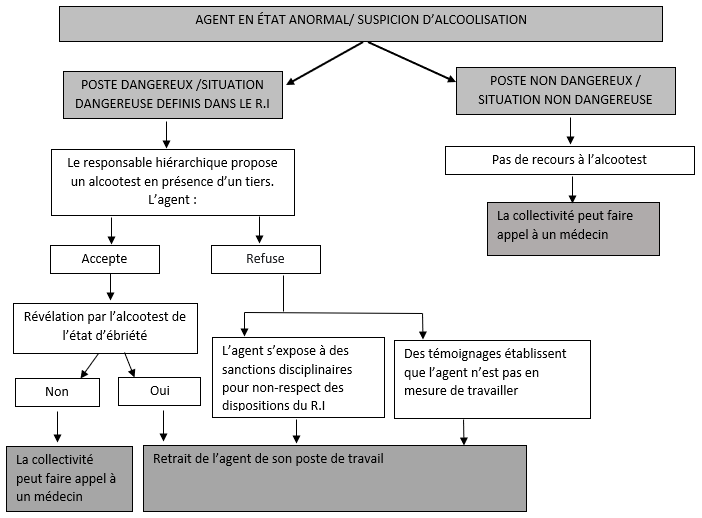 AGENT EN ÉTAT ANORMAL/ SUSPICION D’ALCOOLISATION
POSTE DANGEREUX /SITUATION
DANGEREUSE DEFINIS DANS LE R.I
POSTE NON DANGEREUX /
SITUATION NON DANGEREUSE
Le responsable hiérarchique propose
un alcootest en présence d’un tiers.
L’agent :
Pas de recours à l’alcootest
La collectivité peut faire
appel à un médecin
Accepte
Refuse
Révélation par l’alcootest de
l’état d’ébriété
L’agent s’expose à des
sanctions disciplinaires
pour non-respect des
dispositions du R.I
Des témoignages établissent
que l’agent n’est pas en
mesure de travailler
Non
Oui
La collectivité
peut faire appel à
un médecin
Retrait de l’agent de son poste de travail